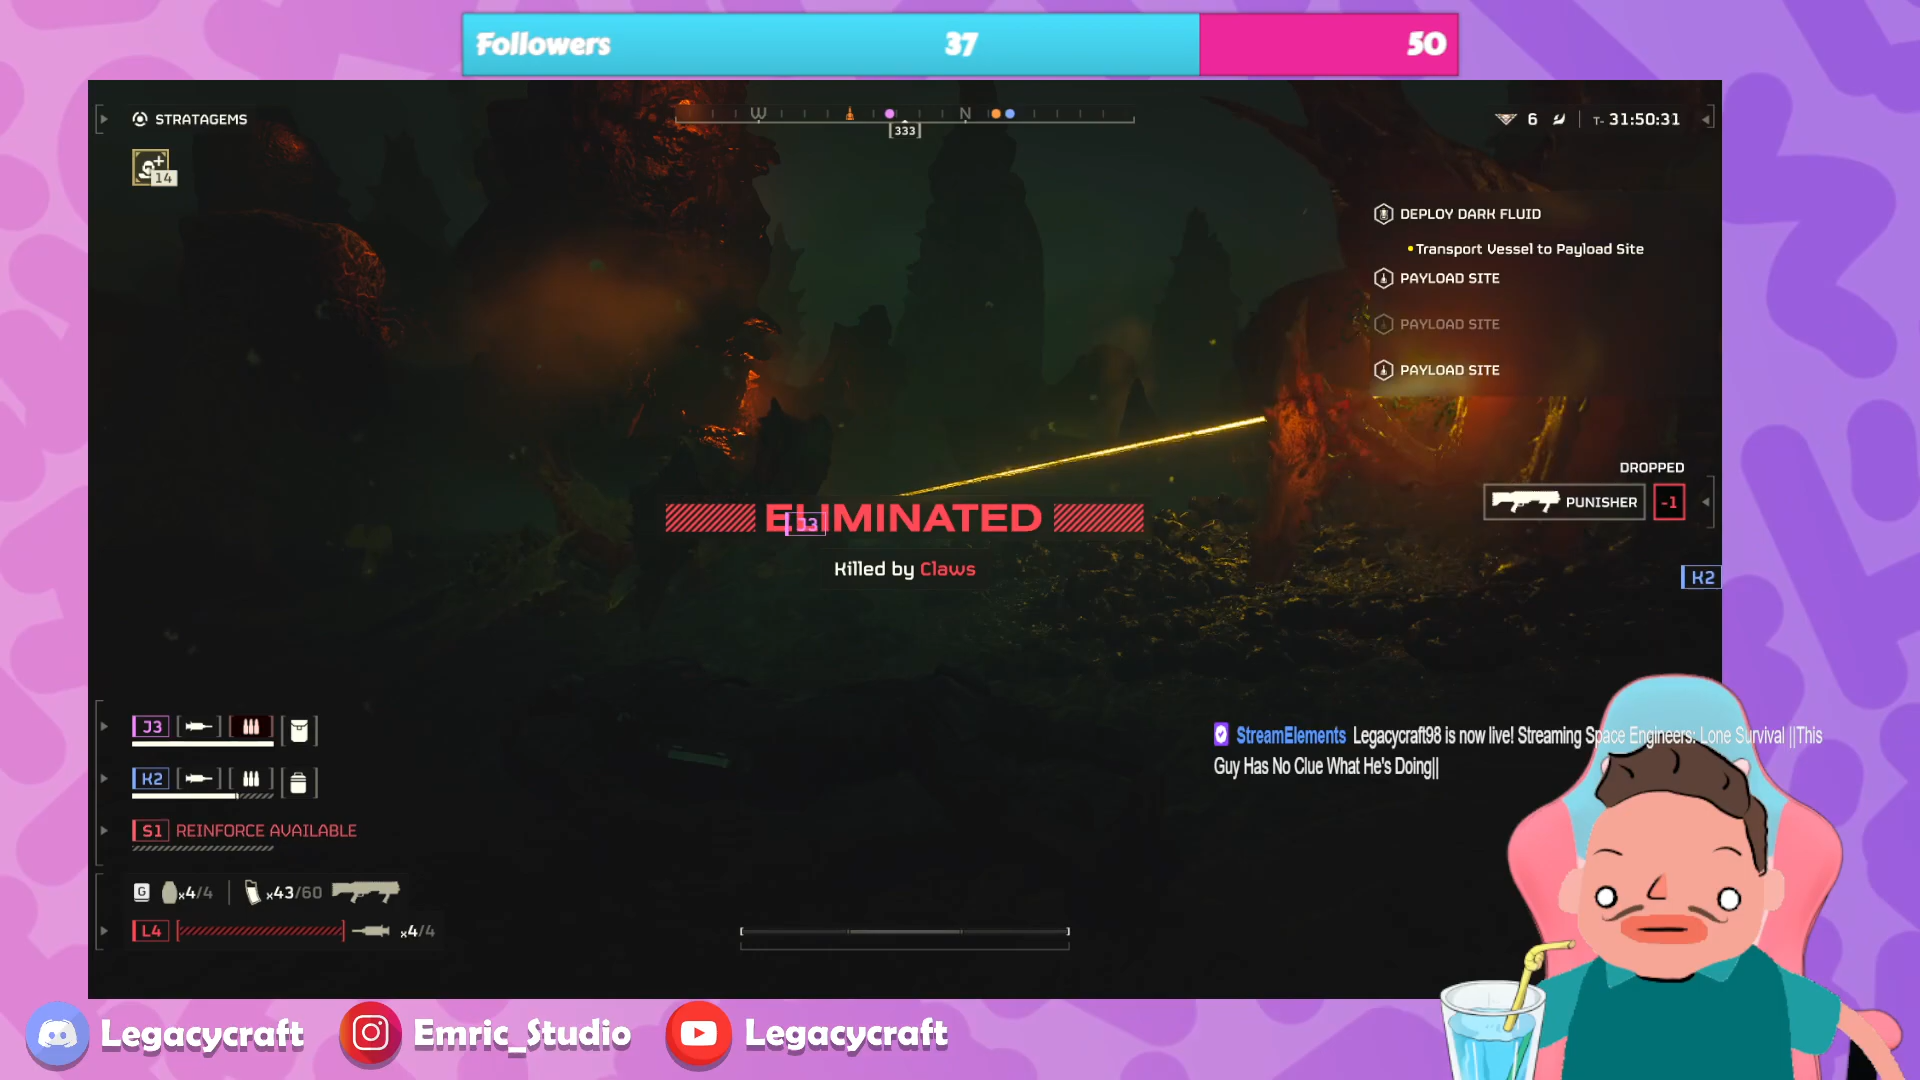 Followers 37 50
STRATAGEMS
14
W N
333
6 T- 31:50:31
DEPLOY DARK FLUID
Transport Vessel to Payload Site
PAYLOAD SITE
PAYLOAD SITE
PAYLOAD SITE
DROPPED
PUNISHER -1
ELIMINATED
J3
Killed by Claws
K2
J3
K2
S1 REINFORCE AVAILABLE
G x4/4 x43/60
L4 x4/4
StreamElements Legacycraft98 is now live! Streaming Space Engineers: Lone Survival ||This
Guy Has No Clue What He's Doing||
Legacycraft Emric_Studio Legacycraft